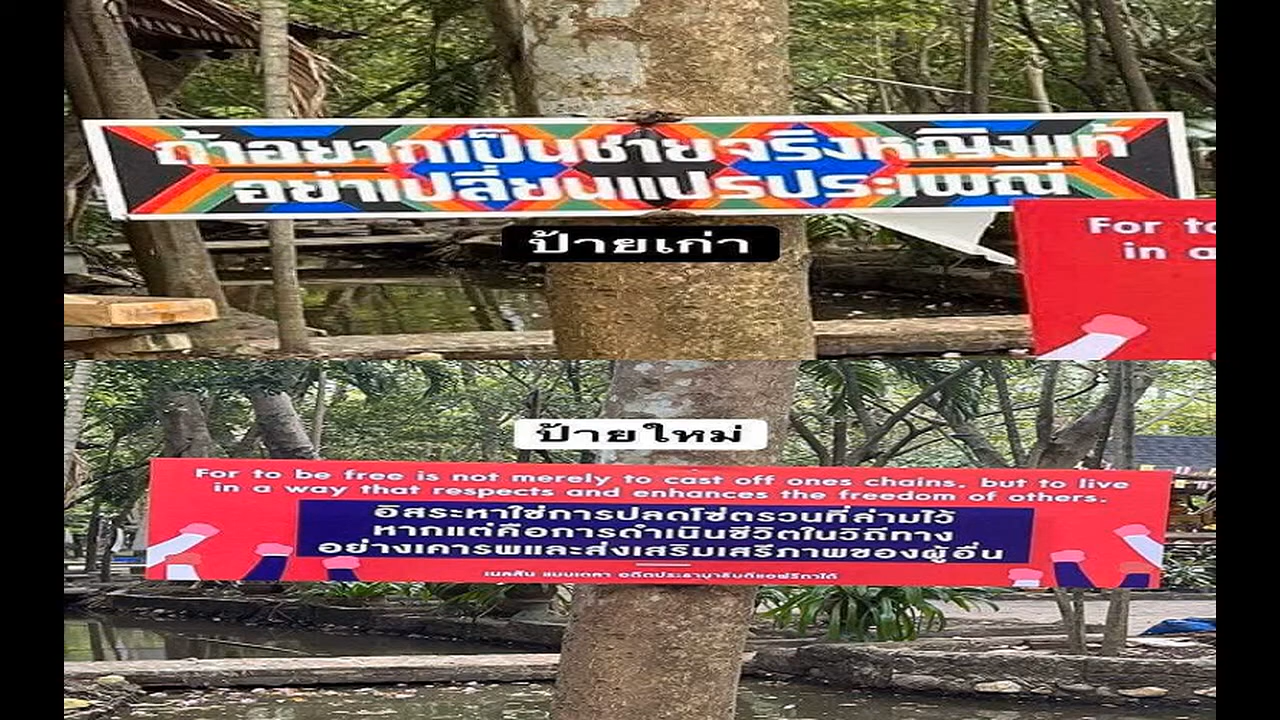 ถ้าอยากเป็นชายจริงหญิงแท้
อย่าเปลี่ยนแปรประเพณี
ป้ายเก่า
For to
in a
ป้ายใหม่
For to be free is not merely to cast off ones chains, but to live
in a way that respects and enhances the freedom of others.
อิสระหาใช่การปลดโซ่ตรวนที่ล่ามไว้
หากแต่คือการดำเนินชีวิตในวิถีทาง
อย่างเคารพและส่งเสริมเสรีภาพของผู้อื่น
เนลสัน แมนเดลา อดีตประธานาธิบดีแอฟริกาใต้